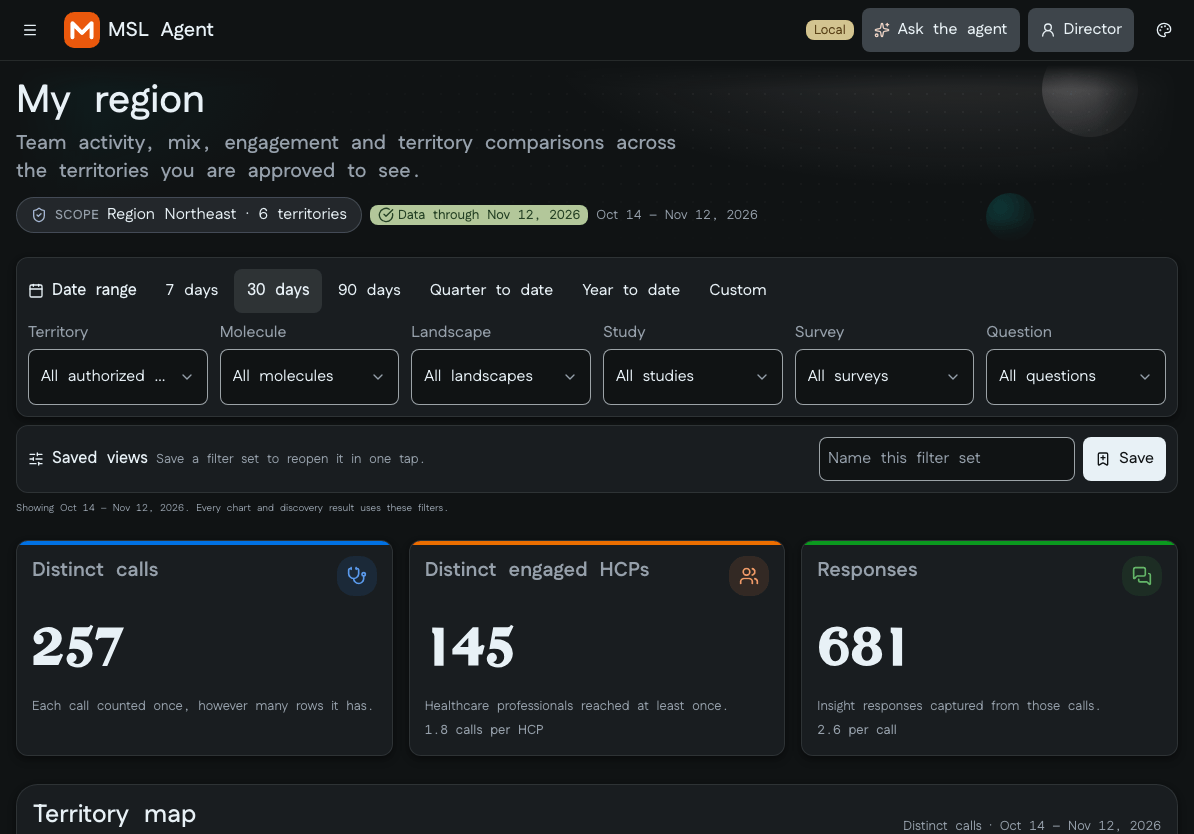 MSL Agent
Local
Ask the agent
Director
My region
Team activity, mix, engagement and territory comparisons across
the territories you are approved to see.
SCOPE Region Northeast · 6 territories
Data through Nov 12, 2026
Oct 14 – Nov 12, 2026
Date range
7 days
30 days
90 days
Quarter to date
Year to date
Custom
Territory
Molecule
Landscape
Study
Survey
Question
All authorized ...
All molecules
All landscapes
All studies
All surveys
All questions
Saved views
Save a filter set to reopen it in one tap.
Name this filter set
Save
Showing Oct 14 – Nov 12, 2026. Every chart and discovery result uses these filters.
Distinct calls
257
Each call counted once, however many rows it has.
Distinct engaged HCPs
145
Healthcare professionals reached at least once.
1.8 calls per HCP
Responses
681
Insight responses captured from those calls.
2.6 per call
Territory map
Distinct calls · Oct 14 – Nov 12, 2026